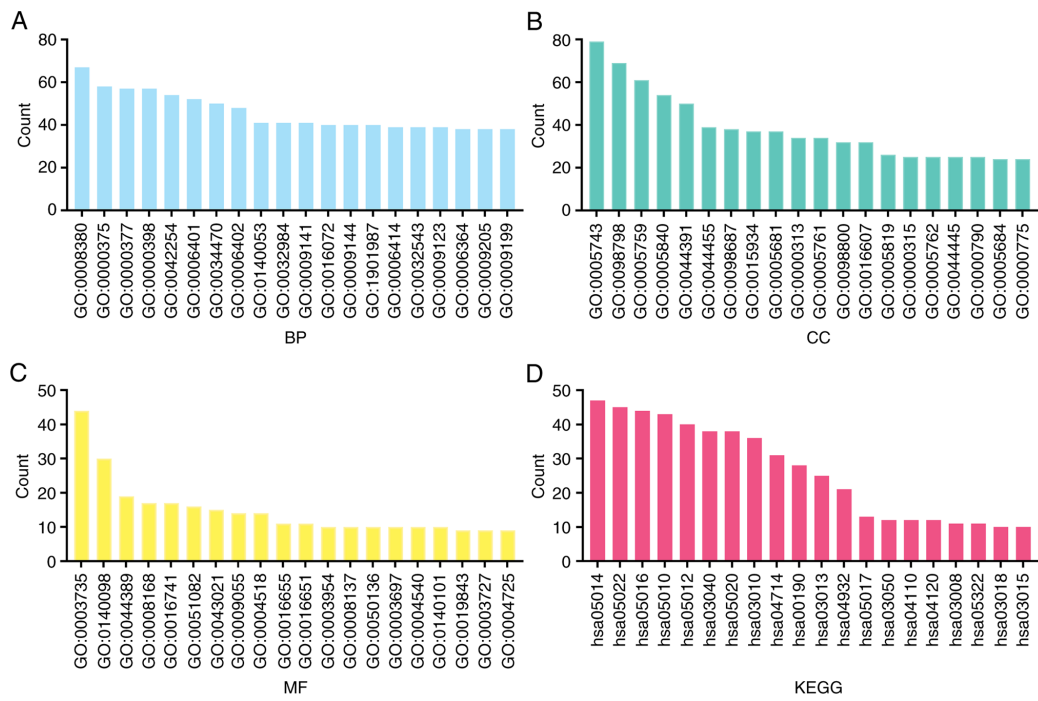 A
80
60
40
20
0
Count
GO:0008380
GO:0000375
GO:0000377
GO:0000398
GO:0042254
GO:0006401
GO:0034470
GO:0006402
GO:0140053
GO:0032984
GO:0009141
GO:0016072
GO:0009144
GO:1901987
GO:0006414
GO:0032543
GO:0009123
GO:0006364
GO:0009205
GO:0009199
BP
B
80
60
40
20
0
Count
GO:0005743
GO:0098798
GO:0005759
GO:0005840
GO:0044391
GO:0044455
GO:0098687
GO:0015934
GO:0005681
GO:0000313
GO:0005761
GO:0098800
GO:0016607
GO:0005819
GO:0000315
GO:0005762
GO:0044445
GO:0000790
GO:0005684
GO:0000775
CC
C
50
40
30
20
10
0
Count
GO:0003735
GO:0140098
GO:0044389
GO:0008168
GO:0016741
GO:0051082
GO:0043021
GO:0009055
GO:0004518
GO:0016655
GO:0016651
GO:0003954
GO:0008137
GO:0050136
GO:0003697
GO:0004540
GO:0140101
GO:0019843
GO:0003727
GO:0004725
MF
D
50
40
30
20
10
0
Count
hsa05014
hsa05022
hsa05016
hsa05010
hsa05012
hsa03040
hsa05020
hsa03010
hsa04714
hsa00190
hsa03013
hsa04932
hsa05017
hsa03050
hsa04110
hsa04120
hsa03008
hsa05322
hsa03018
hsa03015
KEGG